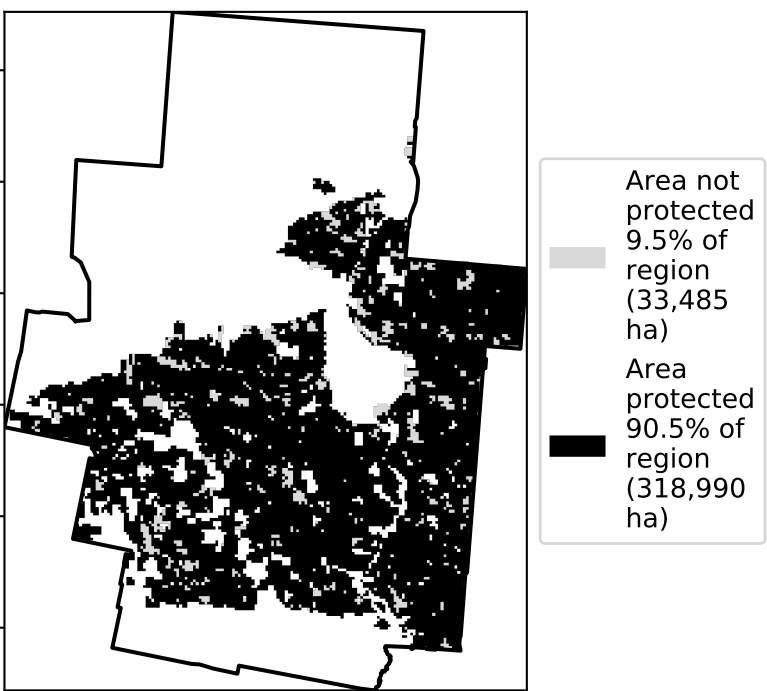 Area not
protected
9.5% of
region
(33,485
ha)
Area
protected
90.5% of
region
(318,990
ha)